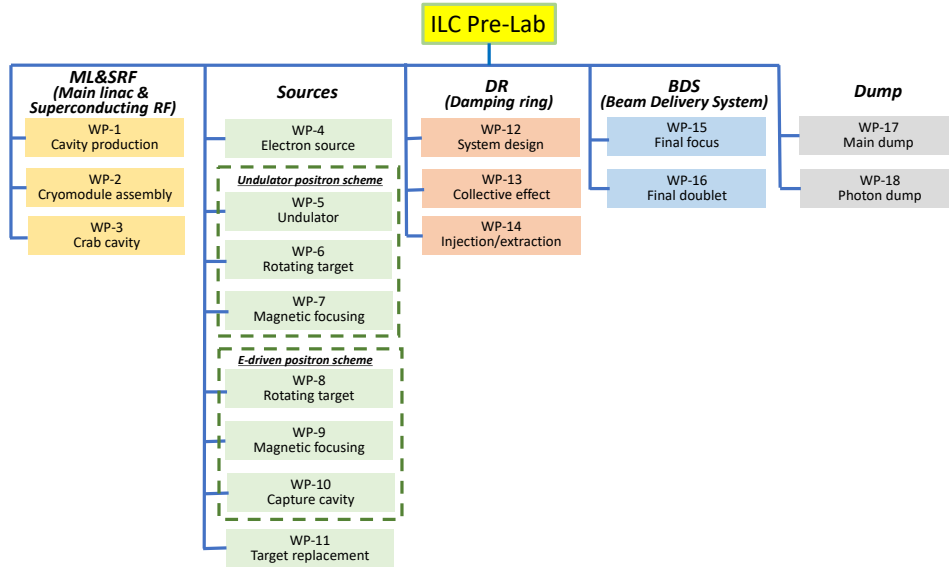 ILC Pre-Lab
ML&SRF
(Main linac &
Superconducting RF)
WP-1
Cavity production
WP-2
Cryomodule assembly
WP-3
Crab cavity
Sources
WP-4
Electron source
Undulator positron scheme
WP-5
Undulator
WP-6
Rotating target
WP-7
Magnetic focusing
E-driven positron scheme
WP-8
Rotating target
WP-9
Magnetic focusing
WP-10
Capture cavity
WP-11
Target replacement
DR
(Damping ring)
WP-12
System design
WP-13
Collective effect
WP-14
Injection/extraction
BDS
(Beam Delivery System)
WP-15
Final focus
WP-16
Final doublet
Dump
WP-17
Main dump
WP-18
Photon dump